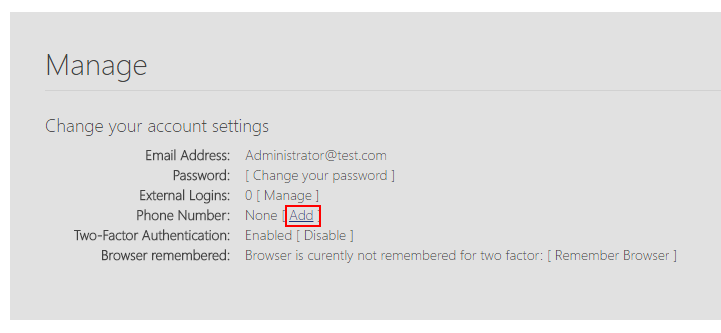 Manage
Change your account settings
Email Address: Administrator@test.com
Password: [ Change your password ]
External Logins: 0 [ Manage ]
Phone Number: None [ Add ]
Two-Factor Authentication: Enabled [ Disable ]
Browser remembered: Browser is curently not remembered for two factor: [ Remember Browser ]